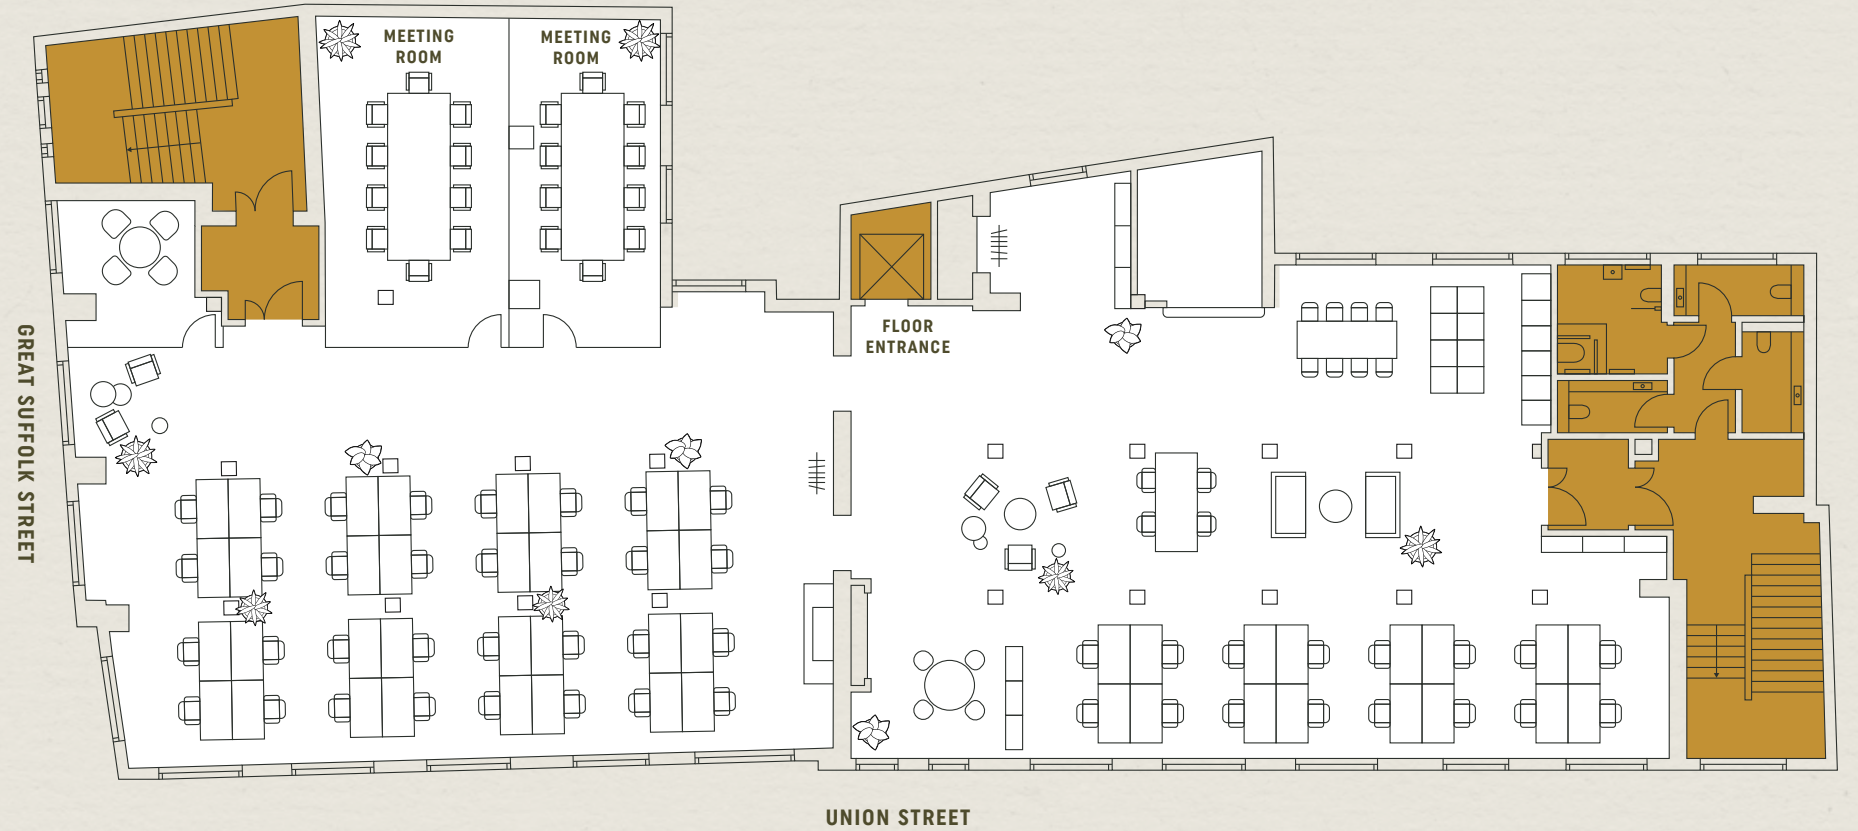 MEETING
ROOM
MEETING
ROOM
FLOOR
ENTRANCE
GREAT SUFFOLK STREET
UNION STREET